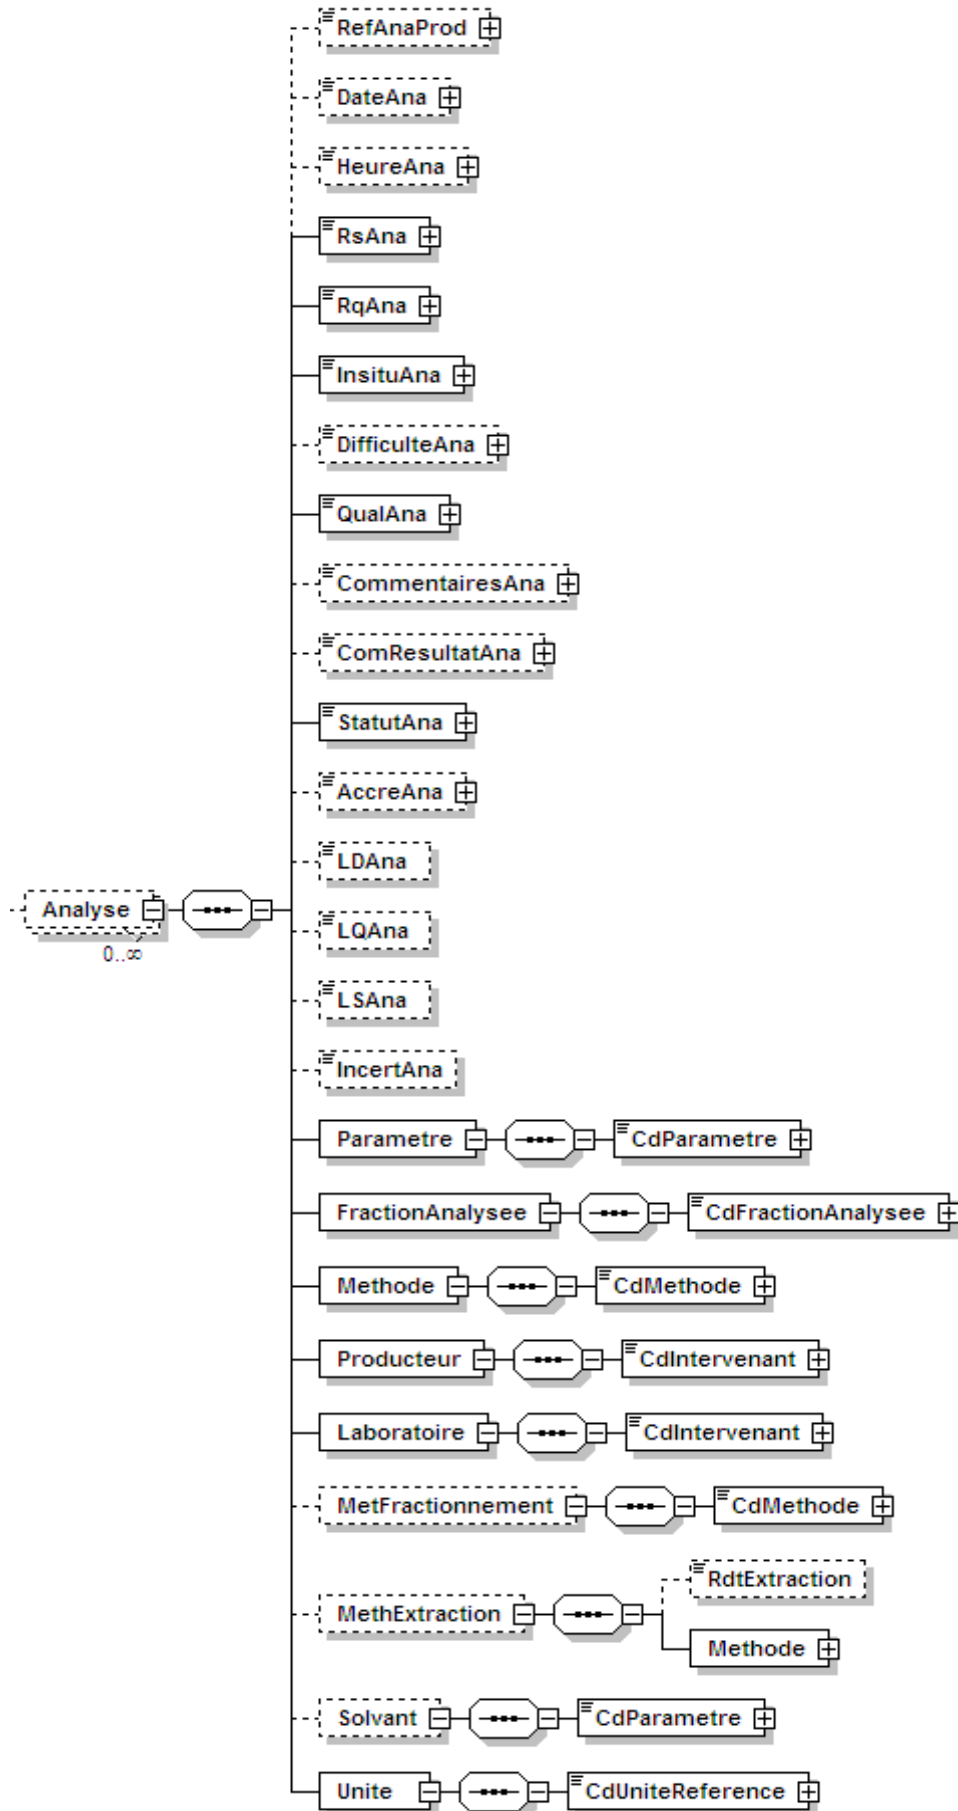 RefAnaProd
DateAna
HeureAna
RsAna
RqAna
InsituAna
DifficulteAna
QualAna
CommentairesAna
ComResultatAna
StatutAna
AccreAna
LDAna
Analyse
LQAna
0..∞
LSAna
IncertAna
Parametre CdParametre
FractionAnalysee CdFractionAnalysee
Methode CdMethode
Producteur CdIntervenant
Laboratoire CdIntervenant
MetFractionnement CdMethode
RdtExtraction
MethExtraction
Methode
Solvant CdParametre
Unite CdUniteReference